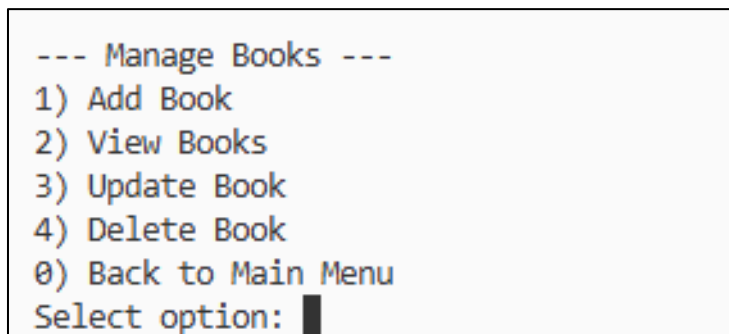 --- Manage Books ---
1) Add Book
2) View Books
3) Update Book
4) Delete Book
0) Back to Main Menu
Select option: